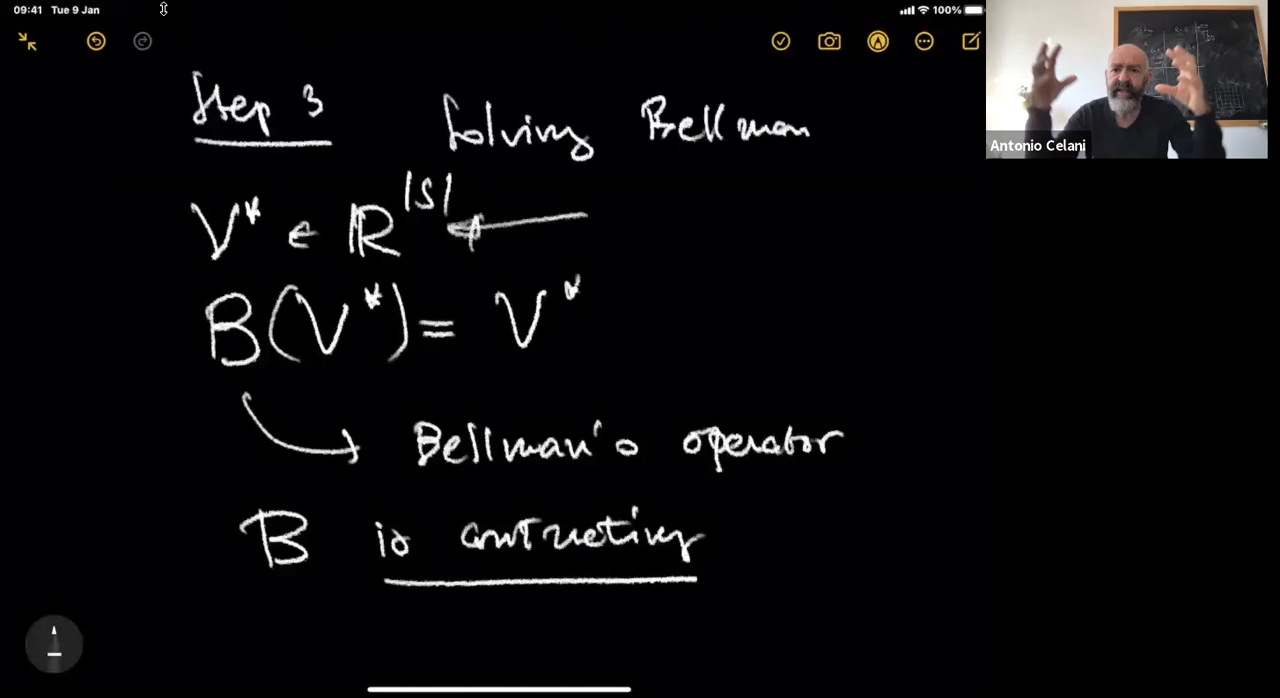 09:41 Tue 9 Jan 100%
Antonio Celani
Step 3 Solving Bellman
V* ∈ ℝ^|S|
B(V*) = V*
Bellman's operator
B is contracting